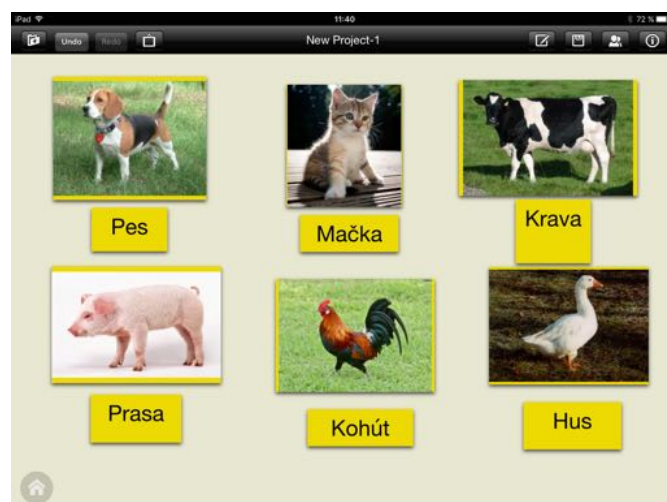 iPad 11:40 72 %
Undo Redo New Project-1
Pes Mačka Krava
Prasa Kohút Hus